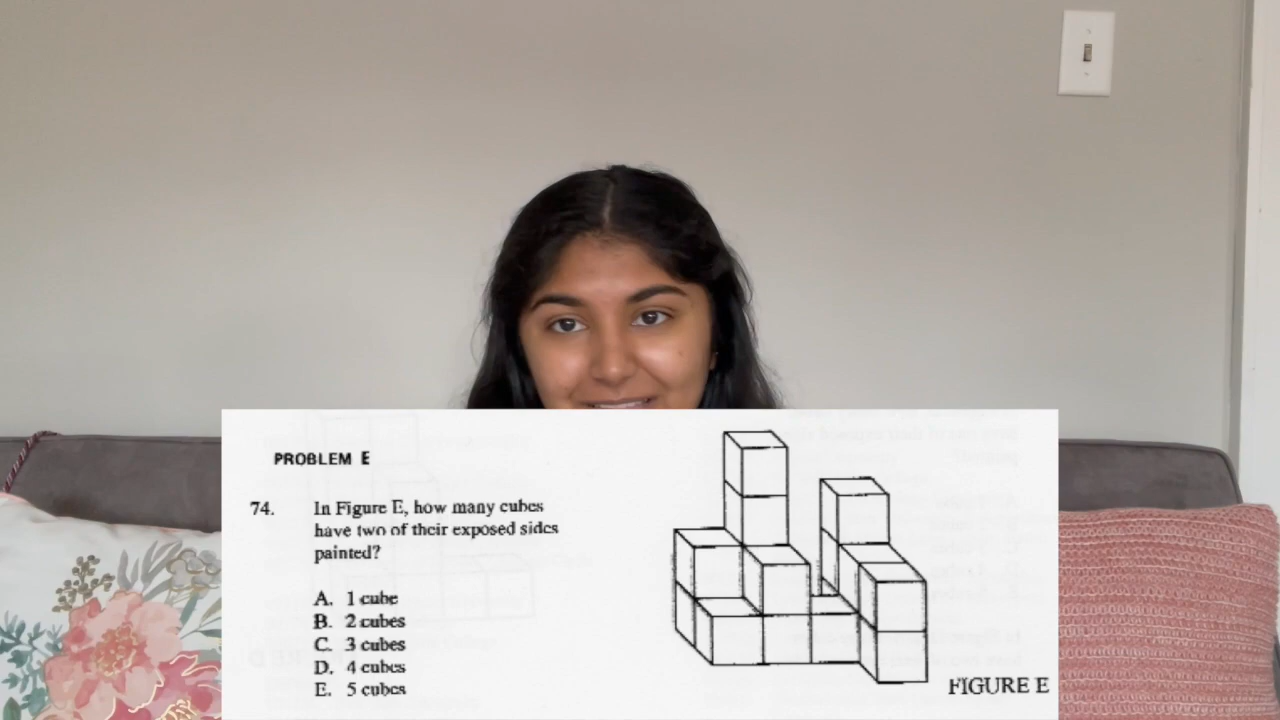 PROBLEM E
74. In Figure E, how many cubes
have two of their exposed sides
painted?
A. 1 cube
B. 2 cubes
C. 3 cubes
D. 4 cubes
E. 5 cubes
FIGURE E